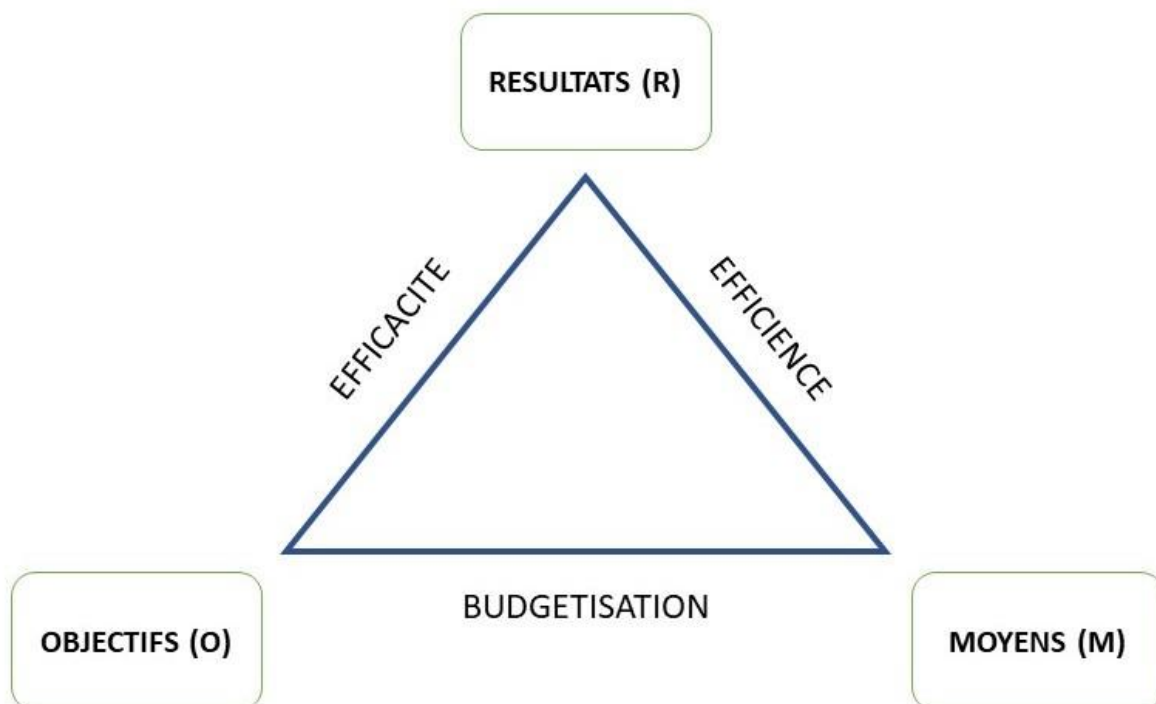 RESULTATS (R)
EFFICACITE
EFFICIENCE
BUDGETISATION
OBJECTIFS (O)
MOYENS (M)